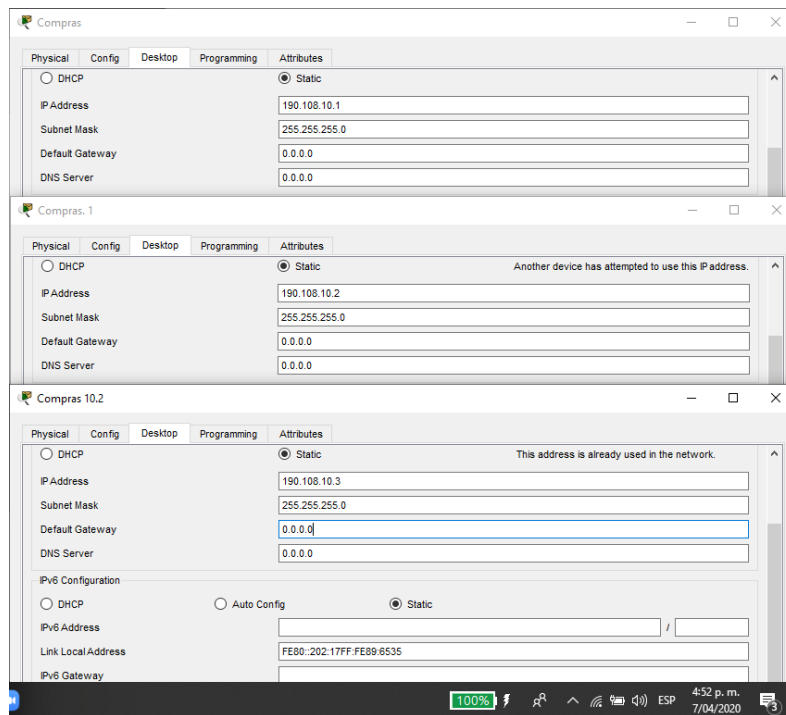 Compras
Physical Config Desktop Programming Attributes
DHCP Static
IP Address 190.108.10.1
Subnet Mask 255.255.255.0
Default Gateway 0.0.0.0
DNS Server 0.0.0.0
Compras. 1
Physical Config Desktop Programming Attributes
DHCP Static Another device has attempted to use this IP address.
IP Address 190.108.10.2
Subnet Mask 255.255.255.0
Default Gateway 0.0.0.0
DNS Server 0.0.0.0
Compras 10.2
Physical Config Desktop Programming Attributes
DHCP Static This address is already used in the network.
IP Address 190.108.10.3
Subnet Mask 255.255.255.0
Default Gateway 0.0.0.0
DNS Server 0.0.0.0
IPv6 Configuration
DHCP Auto Config Static
IPv6 Address /
Link Local Address FE80::202:17FF:FE89:6535
IPv6 Gateway
100% ESP 4:52 p. m.
7/04/2020 3